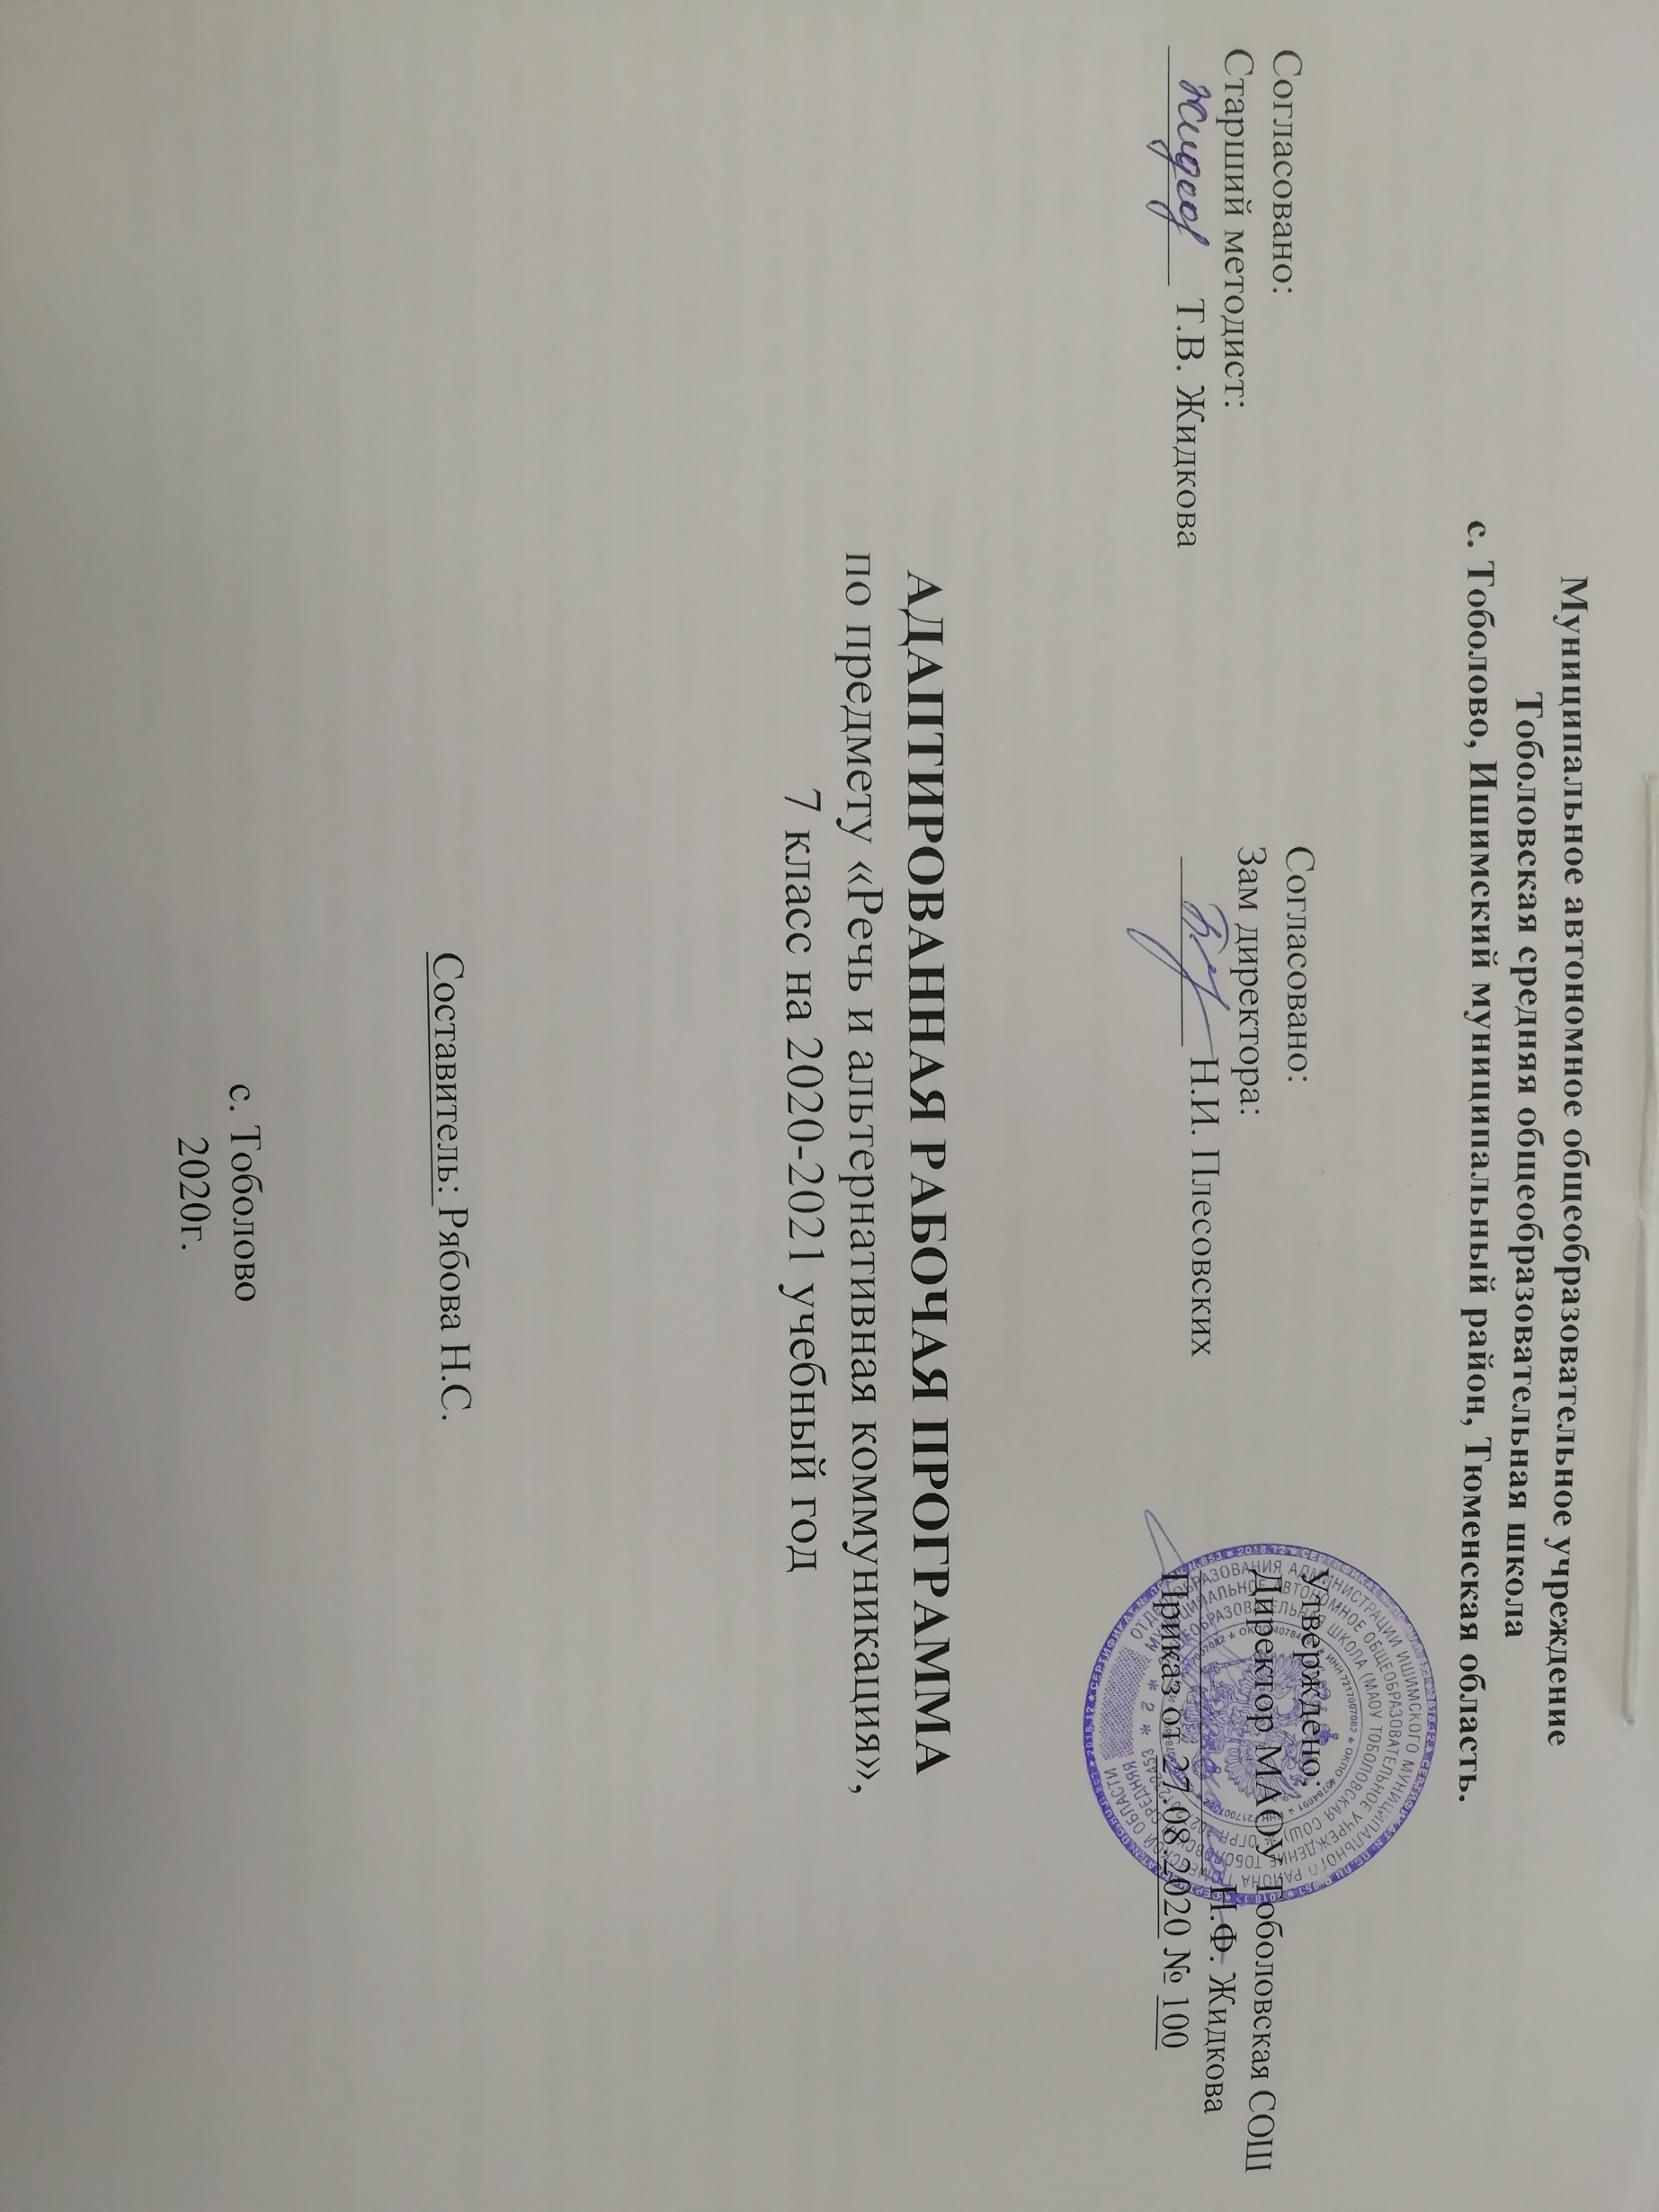 Муниципальное автономное общеобразовательное учреждение
Тоболовская средняя общеобразовательная школа
с. Тоболово, Ишимский муниципальный район, Тюменская область.
Согласовано:
Старший методист:
Т.В. Жидкова
Согласовано:
Зам директора:
Н.И. Плесовских
Утверждено:
Директор МАОУ Тоболовская СОШ
Н.Ф. Жидкова
Приказ от 27.08.2020 № 100
АДАПТИРОВАННАЯ РАБОЧАЯ ПРОГРАММА
по предмету «Речь и альтернативная коммуникация»,
7 класс на 2020-2021 учебный год
Составитель: Рябова Н.С.
с. Тоболово
2020г.